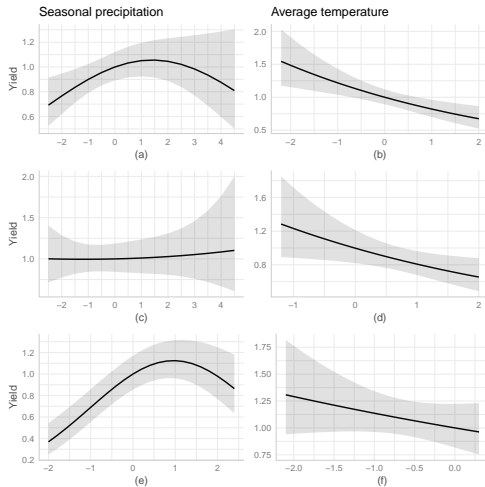 Seasonal precipitation Average temperature
1.2
1.0
0.8
0.6
Yield
−2 −1 0 1 2 3 4
(a)
2.0
1.5
1.0
0.5
−2 −1 0 1 2
(b)
2.0
1.5
1.0
Yield
−2 −1 0 1 2 3 4
(c)
1.6
1.2
0.8
−1 0 1 2
(d)
1.2
1.0
0.8
0.6
0.4
0.2
Yield
−2 −1 0 1 2
(e)
1.75
1.50
1.25
1.00
0.75
−2.0 −1.5 −1.0 −0.5 0.0
(f)